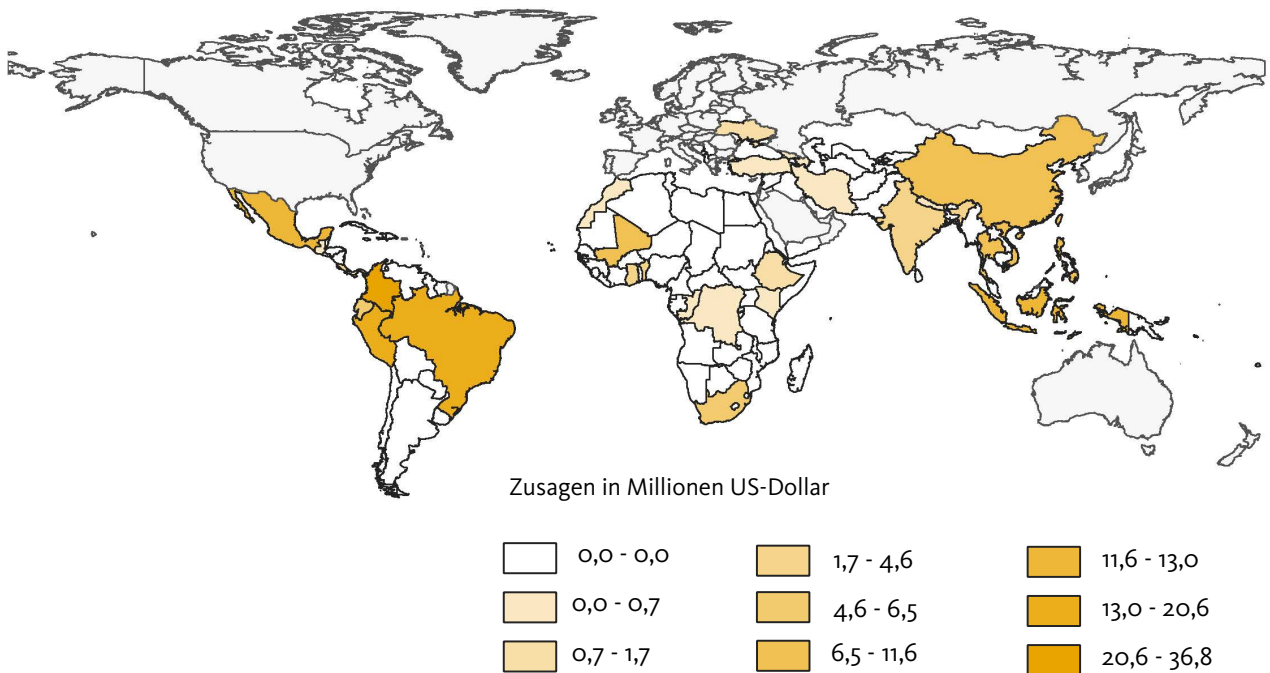 Zusagen in Millionen US-Dollar
0,0 - 0,0
0,0 - 0,7
0,7 - 1,7
1,7 - 4,6
4,6 - 6,5
6,5 - 11,6
11,6 - 13,0
13,0 - 20,6
20,6 - 36,8